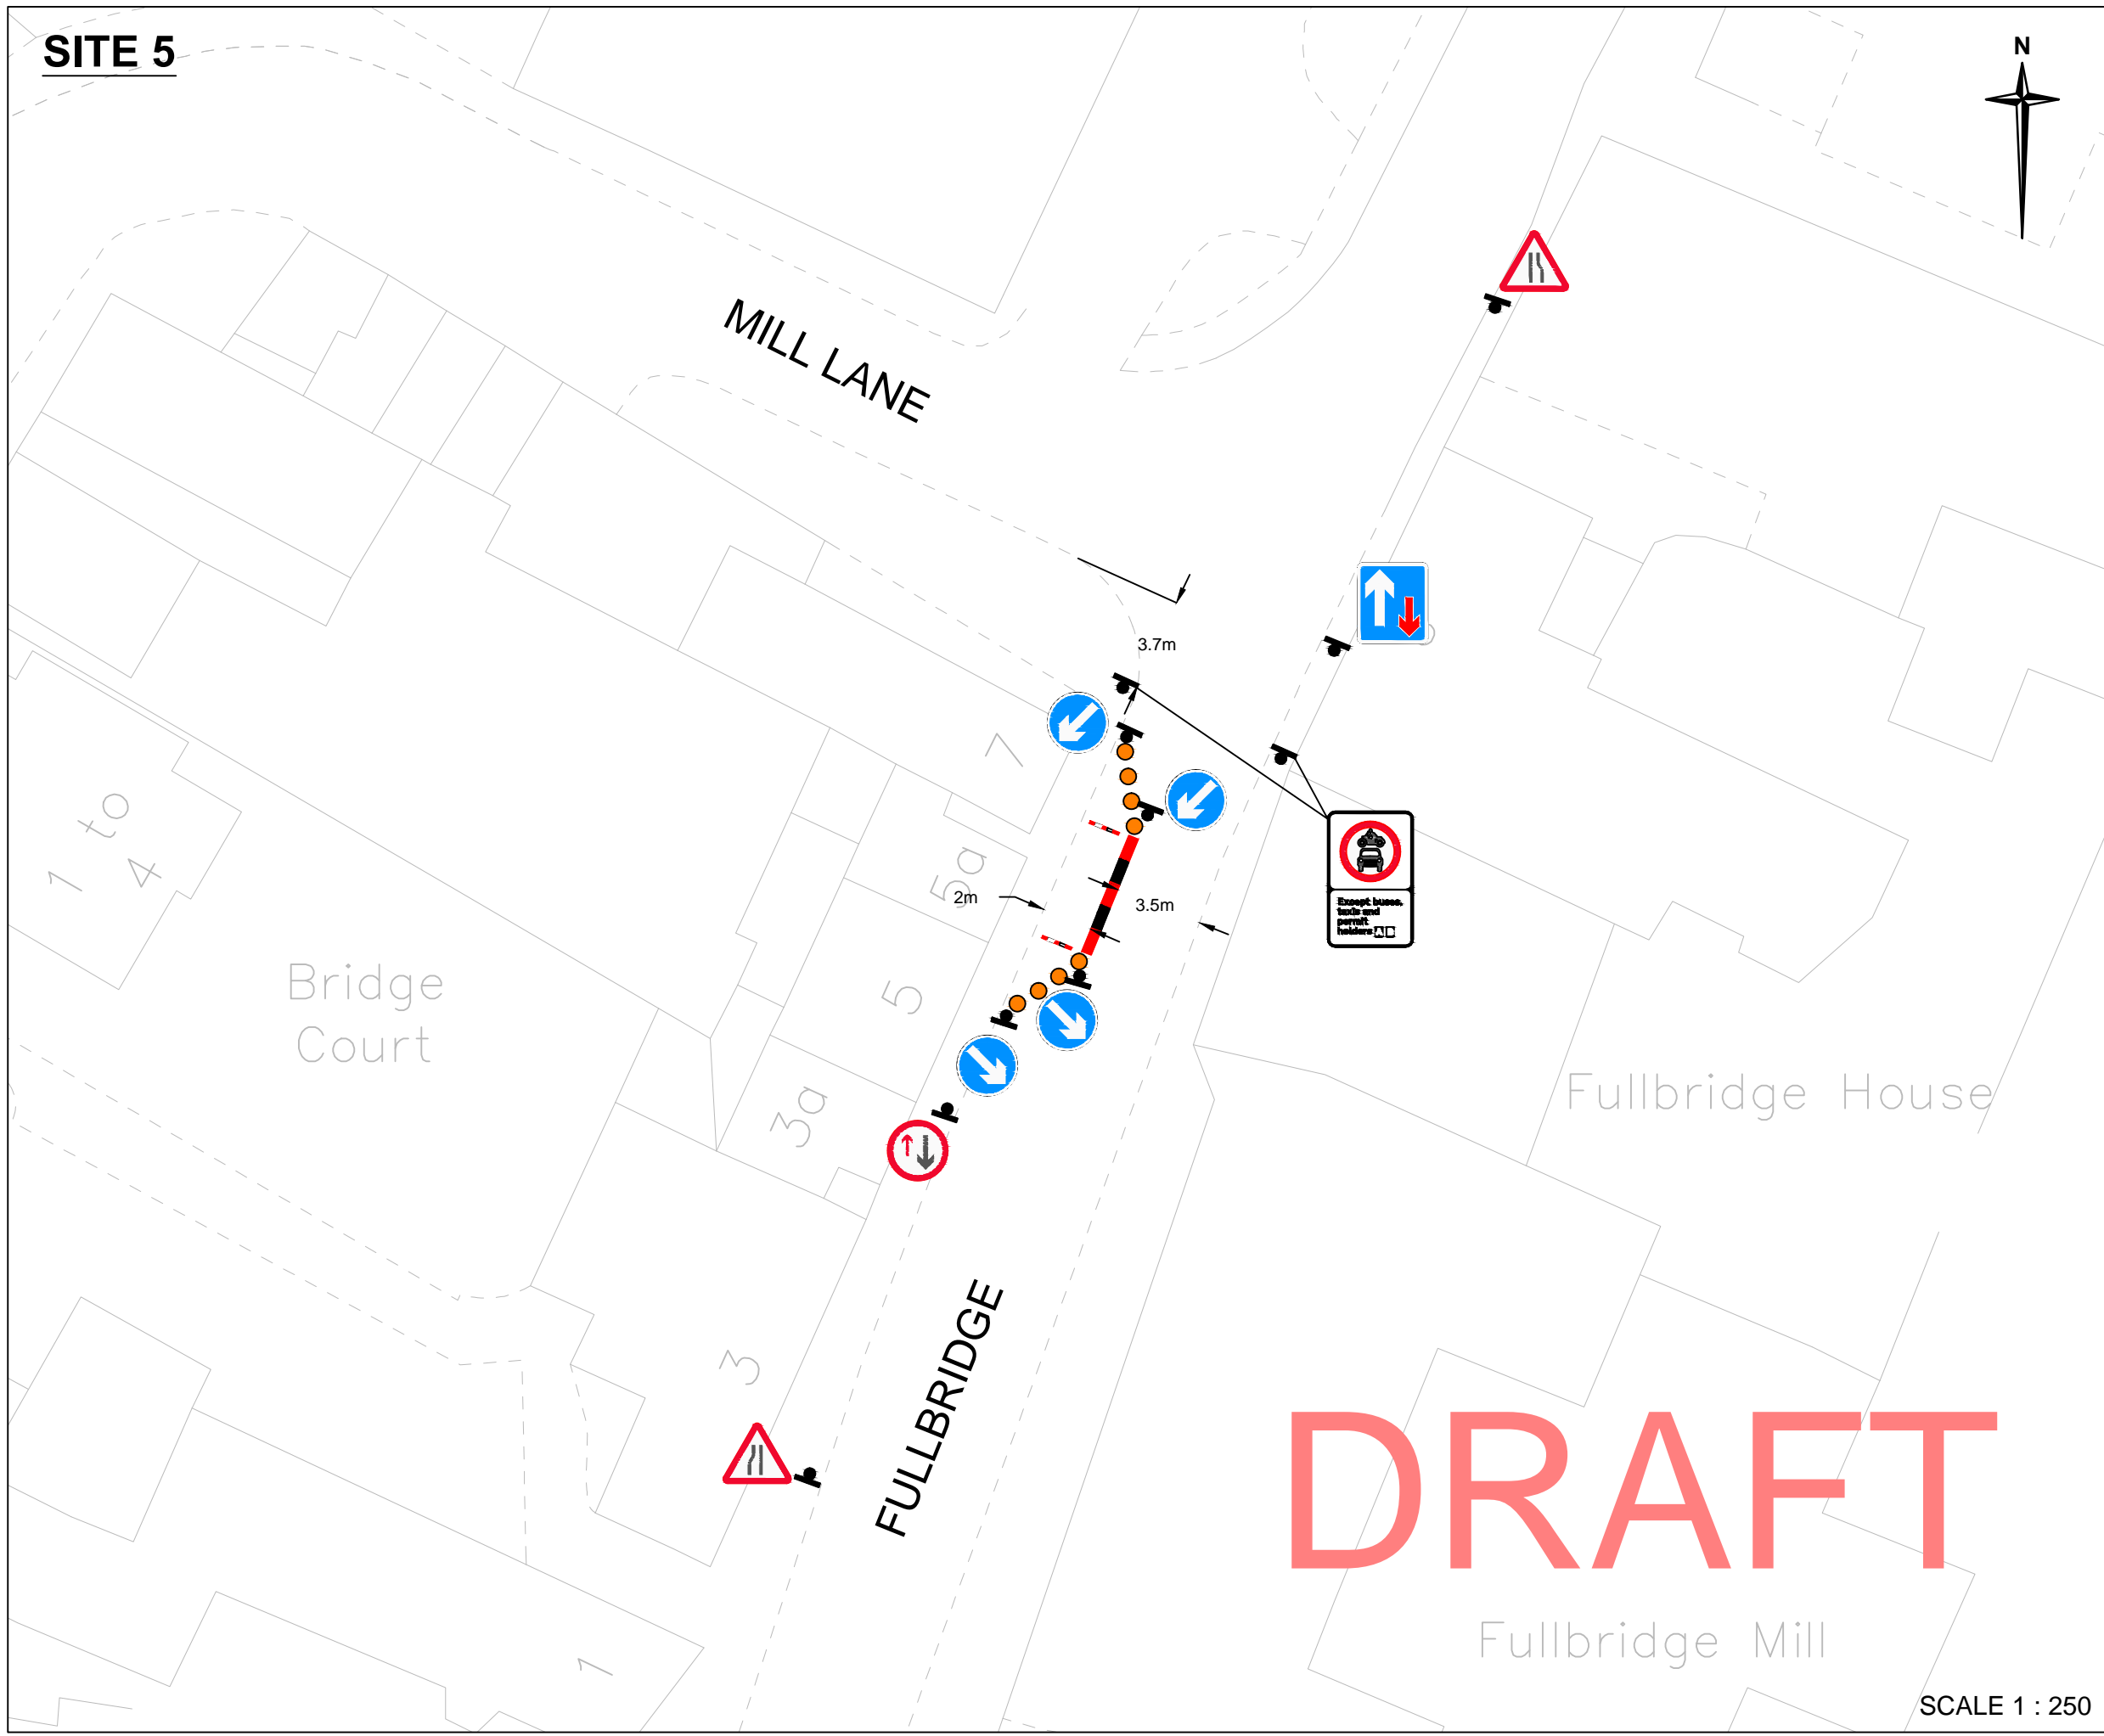 SITE 5
N
MILL LANE
3.7m
7
1 to
4
5a
2m
3.5m
Except buses,
taxis and
permit
holders A
Bridge
Court
5
3a
Fullbridge House
3
FULLBRIDGE
DRAFT
1
Fullbridge Mill
SCALE 1 : 250